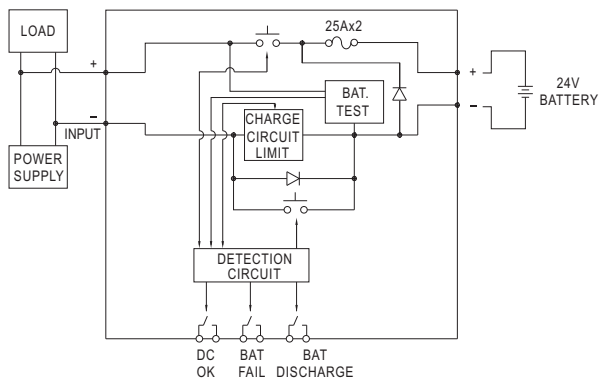 LOAD
25Ax2
+
+
24V
BATTERY
BAT.
TEST
CHARGE
CIRCUIT
LIMIT
−
−
INPUT
POWER
SUPPLY
DETECTION
CIRCUIT
DC
OK
BAT
FAIL
BAT
DISCHARGE